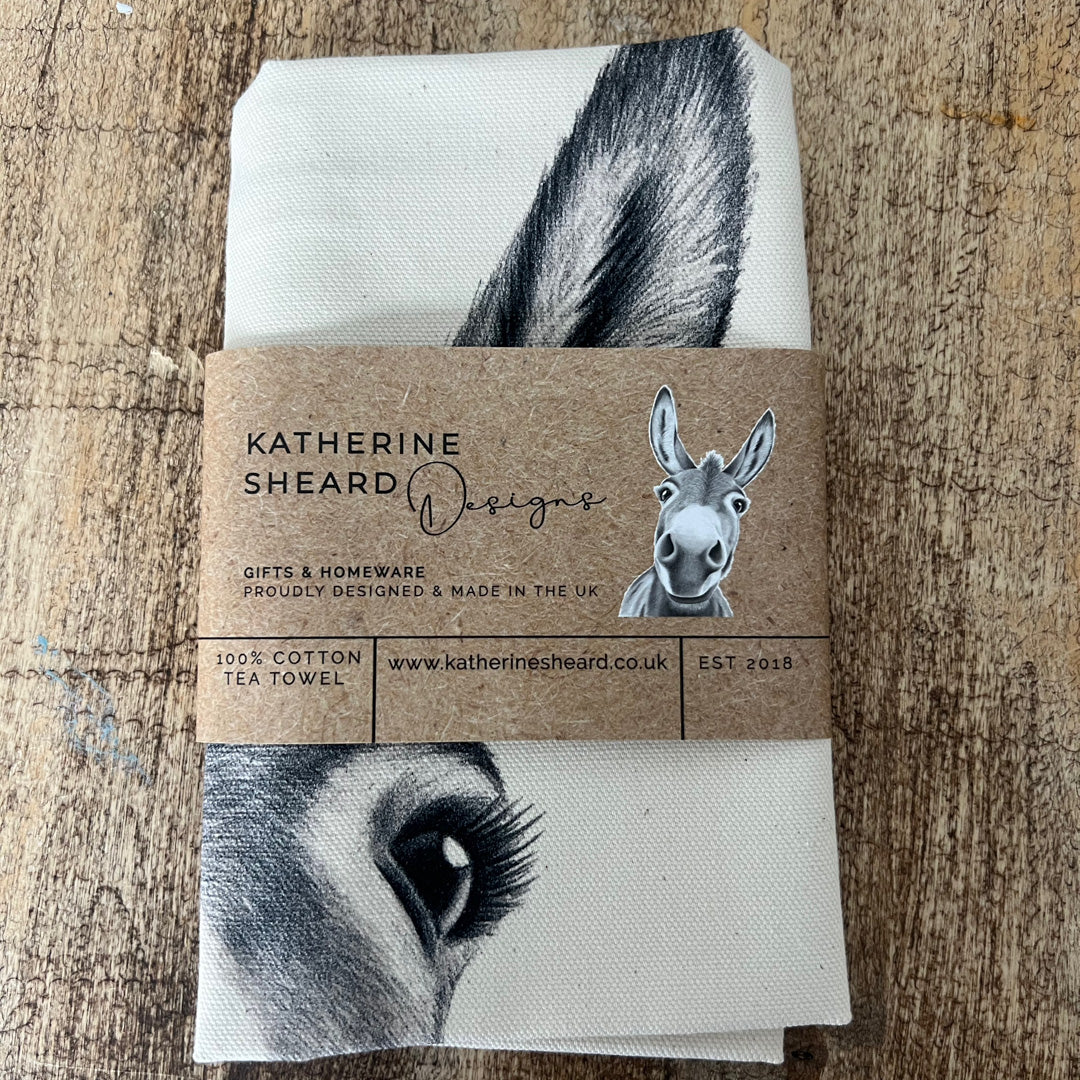 KATHERINE
SHEARD Designs
GIFTS & HOMEWARE
PROUDLY DESIGNED & MADE IN THE UK
100% COTTON
TEA TOWEL
www.katherinesheard.co.uk
EST 2018